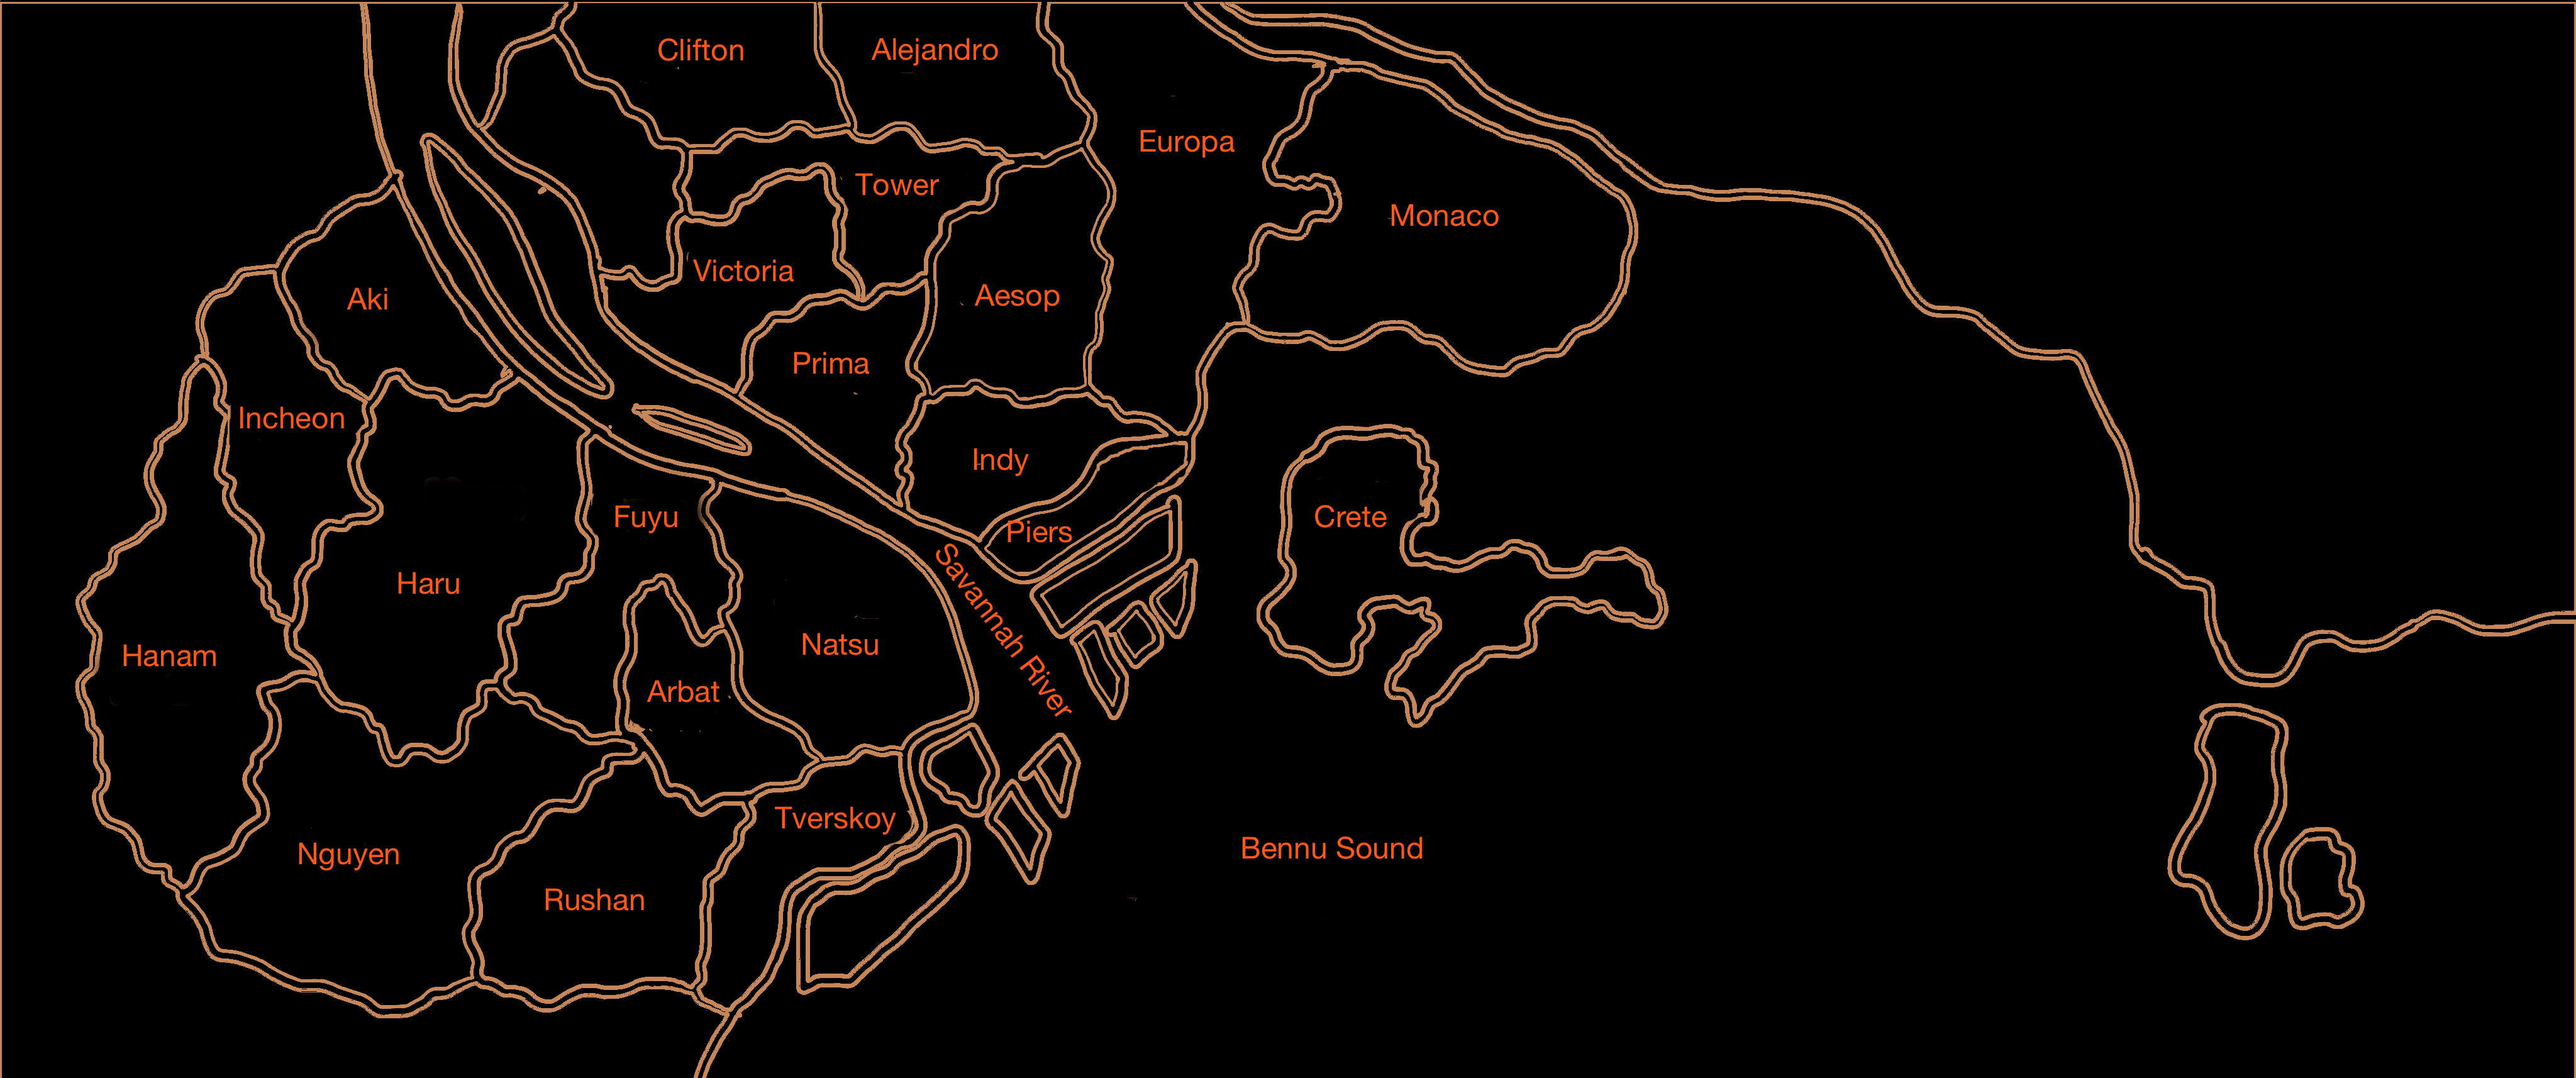 Clifton
Alejandro
Europa
Tower
Monaco
Victoria
Aki
Aesop
Prima
Incheon
Indy
Fuyu
Piers
Crete
Haru
Savannah River
Natsu
Hanam
Arbat
Tverskoy
Bennu Sound
Nguyen
Rushan